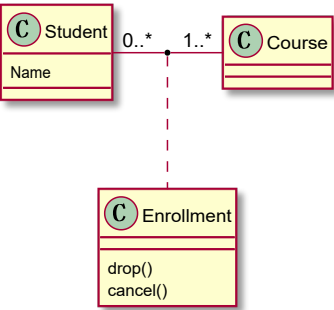 C Student
Name
0..*
1..*
C Course
C Enrollment
drop()
cancel()